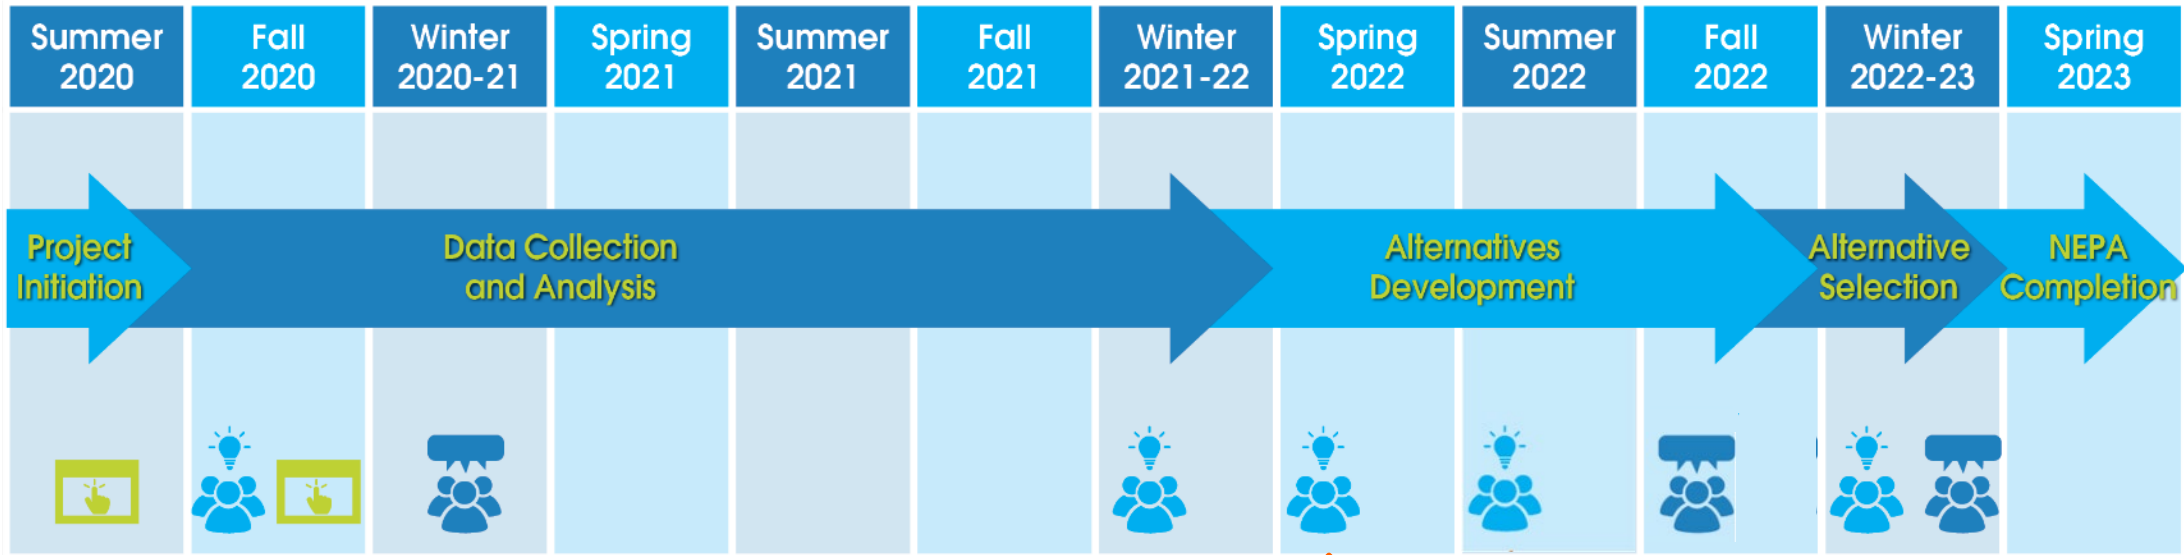 Summer
2020
Fall
2020
Winter
2020-21
Spring
2021
Summer
2021
Fall
2021
Winter
2021-22
Spring
2022
Summer
2022
Fall
2022
Winter
2022-23
Spring
2023
Project
Initiation
Data Collection
and Analysis
Alternatives
Development
Alternative
Selection
NEPA
Completion